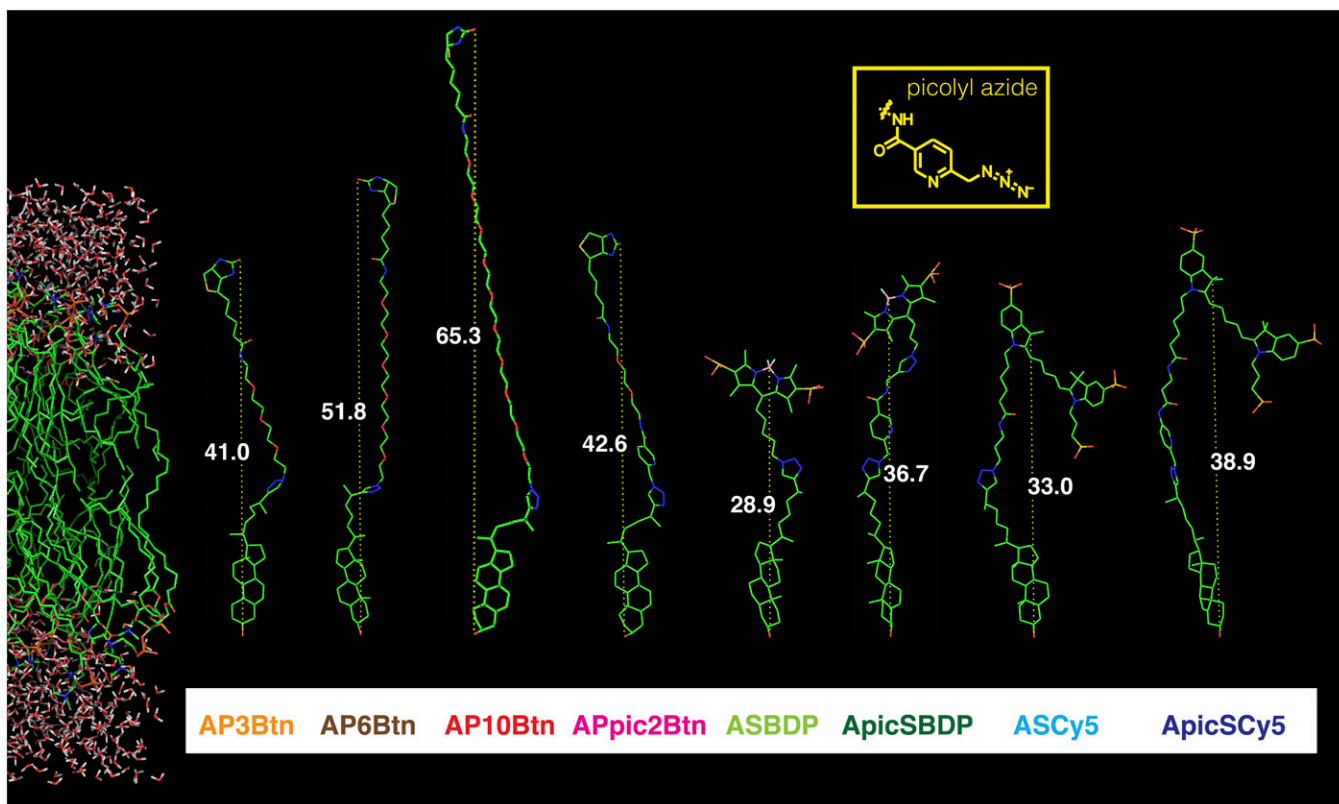 picolyl azide
NH
O
N
N
N
+
N
−
65.3
51.8
41.0
42.6
28.9
36.7
33.0
38.9
AP3Btn AP6Btn AP10Btn APpic2Btn ASBDP ApicSBDP ASCy5 ApicSCy5